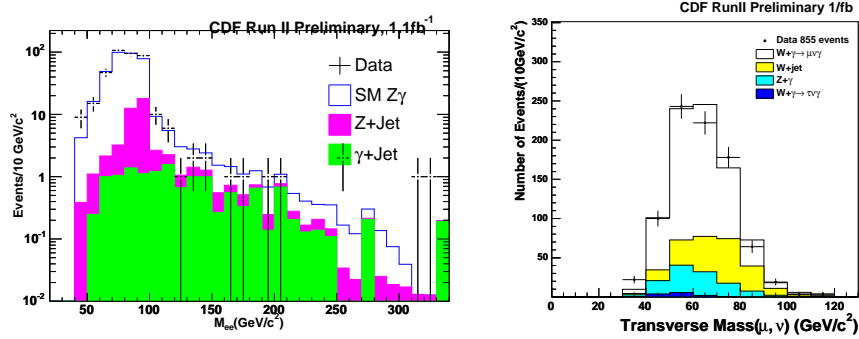 CDF Run II Preliminary, 1.1fb⁻¹
Events/10 GeV/c²
10²
10
1
10⁻¹
10⁻²
Data
SM Zγ
Z+Jet
γ+Jet
50 100 150 200 250 300
M_ee(GeV/c²)
CDF RunII Preliminary 1/fb
Number of Events/(10GeV/c²)
350
300
250
200
150
100
50
0
Data 855 events
W+γ→ μνγ
W+jet
Z+γ
W+γ→ τνγ
0 20 40 60 80 100 120
Transverse Mass(μ, ν) (GeV/c²)